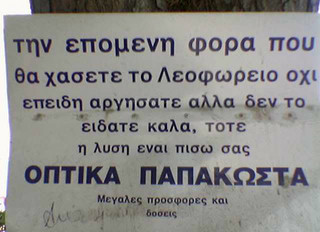 την επομενη φορα που
θα χασετε το Λεοφωρειο οχι
επειδη αργησατε αλλα δεν το
ειδατε καλα, τοτε
η λυση εναι πισω σας
ΟΠΤΙΚΑ ΠΑΠΑΚΩΣΤΑ
Μεγαλες προσφορες και
δοσεις